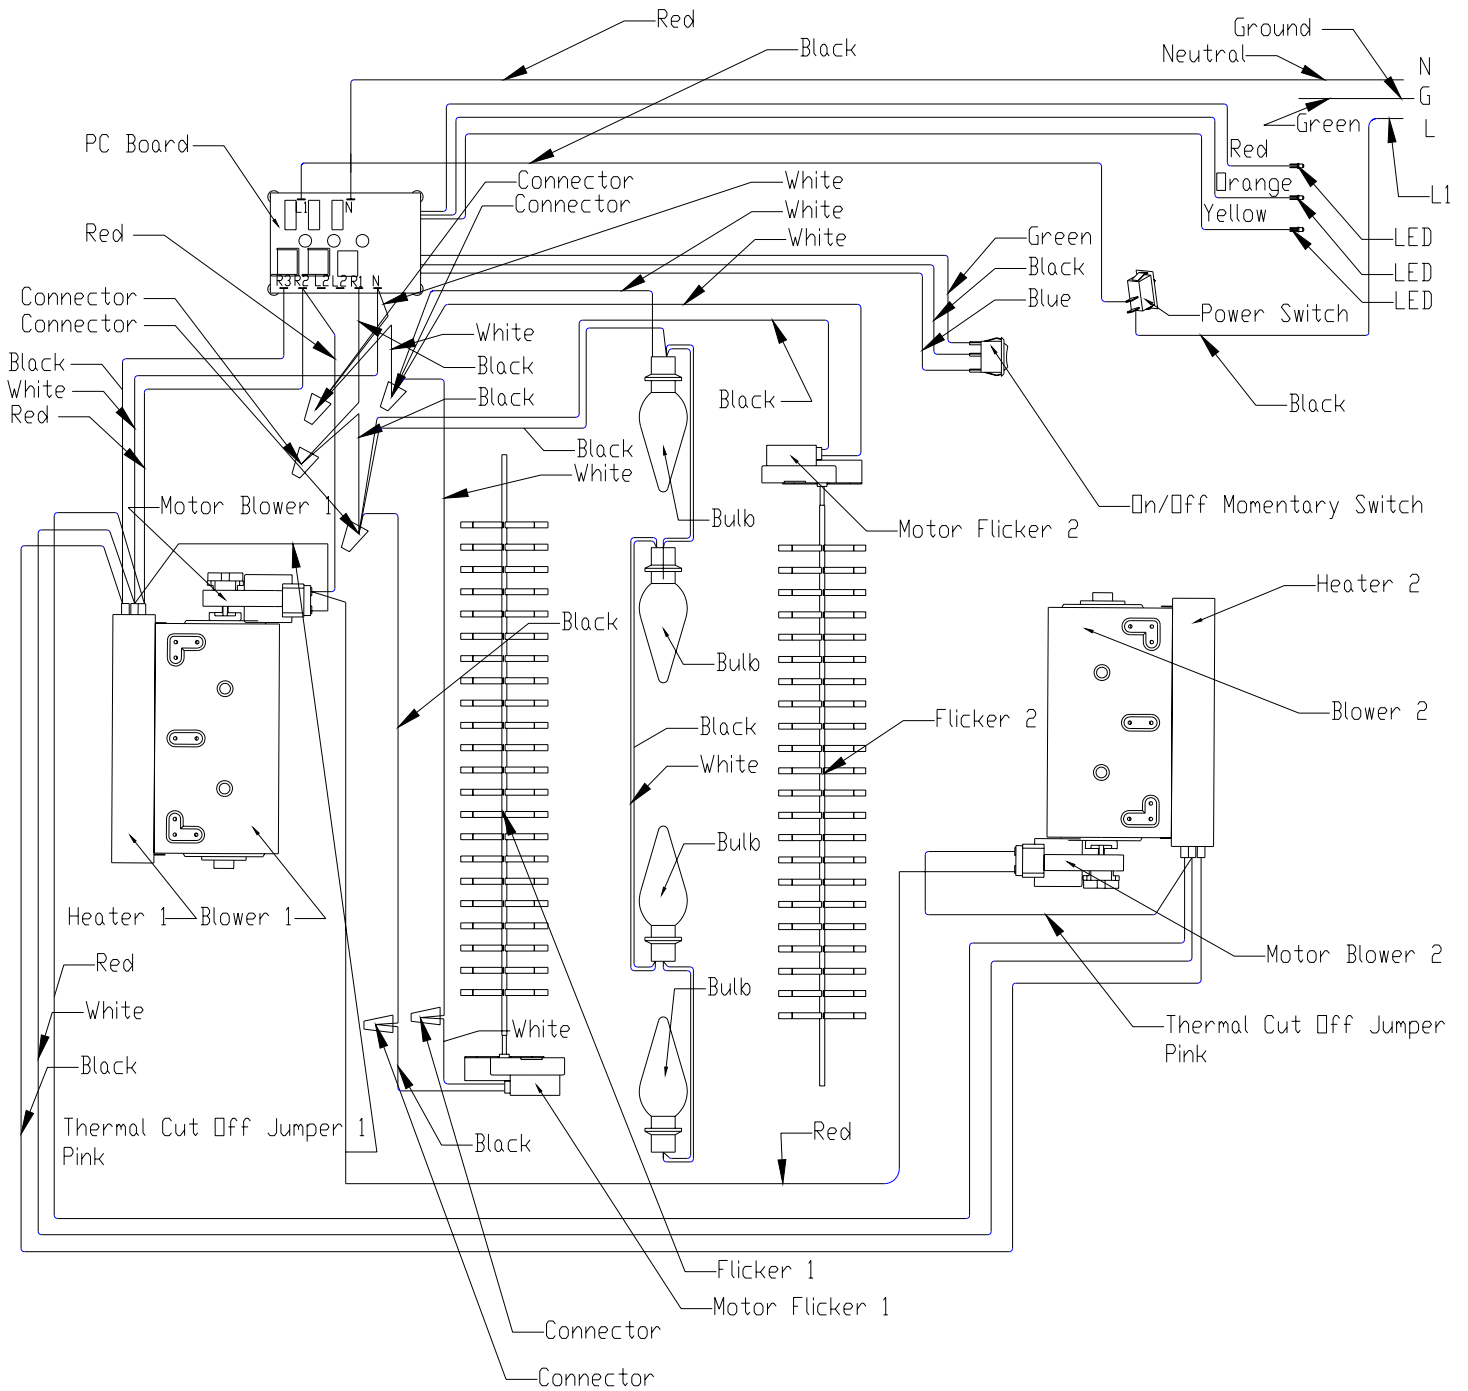 Red
Ground
Black
Neutral
N
G
Green
L
PC Board
Red
Connector
White
Orange
L1
Connector
White
L1
N
Yellow
Red
White
Green
LED
Black
LED
R3 R2 L2 L2 R1 N
Connector
Blue
LED
Connector
Power Switch
White
Black
Black
White
Black
Black
Black
Red
Black
White
Motor Blower 1
Bulb
On/Off Momentary Switch
Motor Flicker 2
Heater 2
Black
Bulb
Blower 2
Flicker 2
Black
White
Bulb
Heater 1
Blower 1
Red
Motor Blower 2
Bulb
White
White
Thermal Cut Off Jumper
Pink
Black
Thermal Cut Off Jumper 1
Pink
Red
Black
Flicker 1
Motor Flicker 1
Connector
Connector